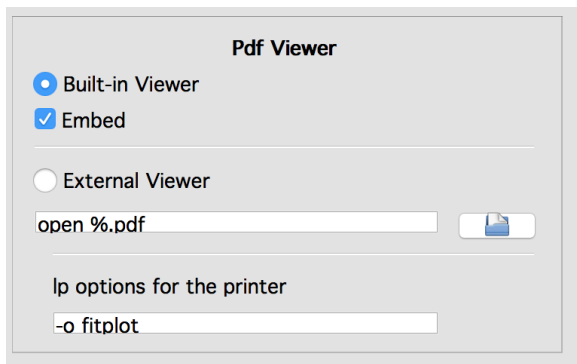 Pdf Viewer
Built-in Viewer
Embed
External Viewer
open %.pdf
lp options for the printer
-o fitplot